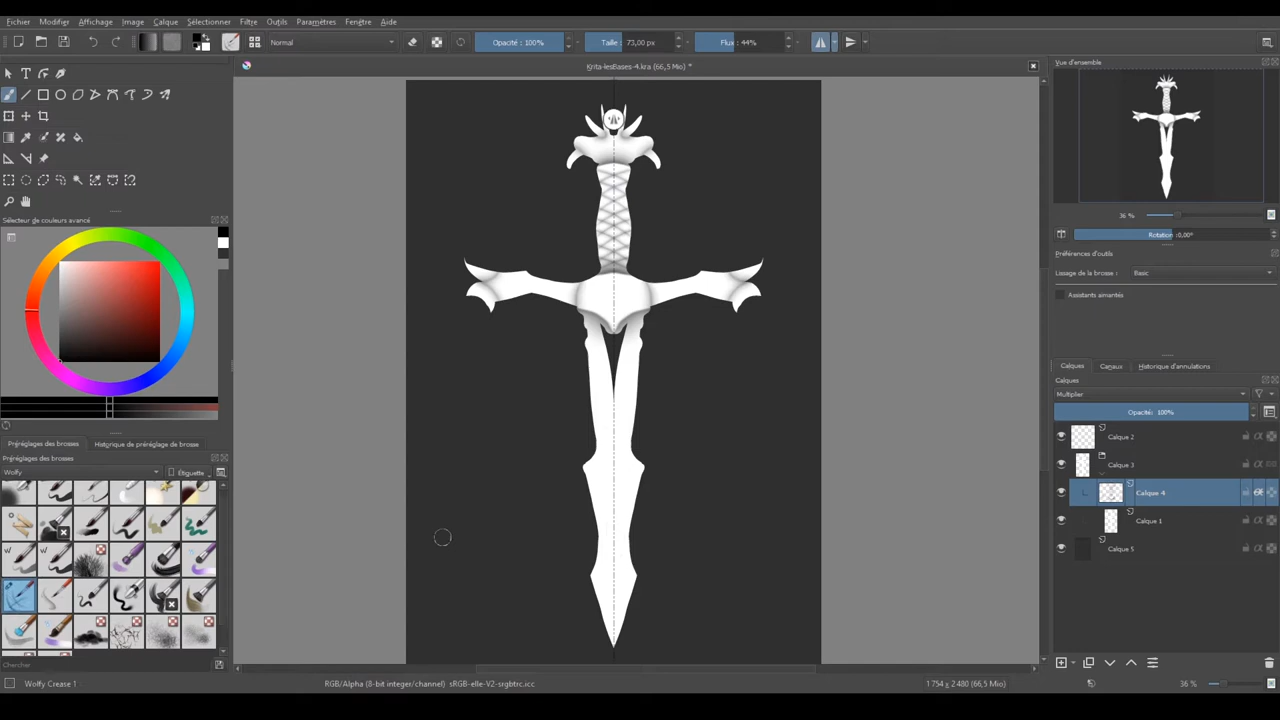 Fichier Modifier Affichage Image Calque Sélectionner Filtre Outils Paramètres Fenêtre Aide
Normal Opacité : 100% Taille : 73,00 px Flux : 44%
Krita-lesBases-4.kra (66,5 Mio) *
Vue d'ensemble
36 %
Rotation : 0,00°
Préférences d'outils
Lissage de la brosse : Basic
Assistants aimantés
Sélecteur de couleurs avancé
Calques Canaux Historique d'annulations
Calques
Multiplier
Opacité: 100%
Calque 2
Calque 3
Calque 4
Calque 1
Calque 5
Préréglages des brosses Historique de préréglage de brosse
Préréglages des brosses
Wolfy Étiquette
Chercher
Wolfy Crease 1 RGB/Alpha (8-bit integer/channel) sRGB-elle-V2-srgbtrc.icc 1 754 x 2 480 (66,5 Mio) 36 %